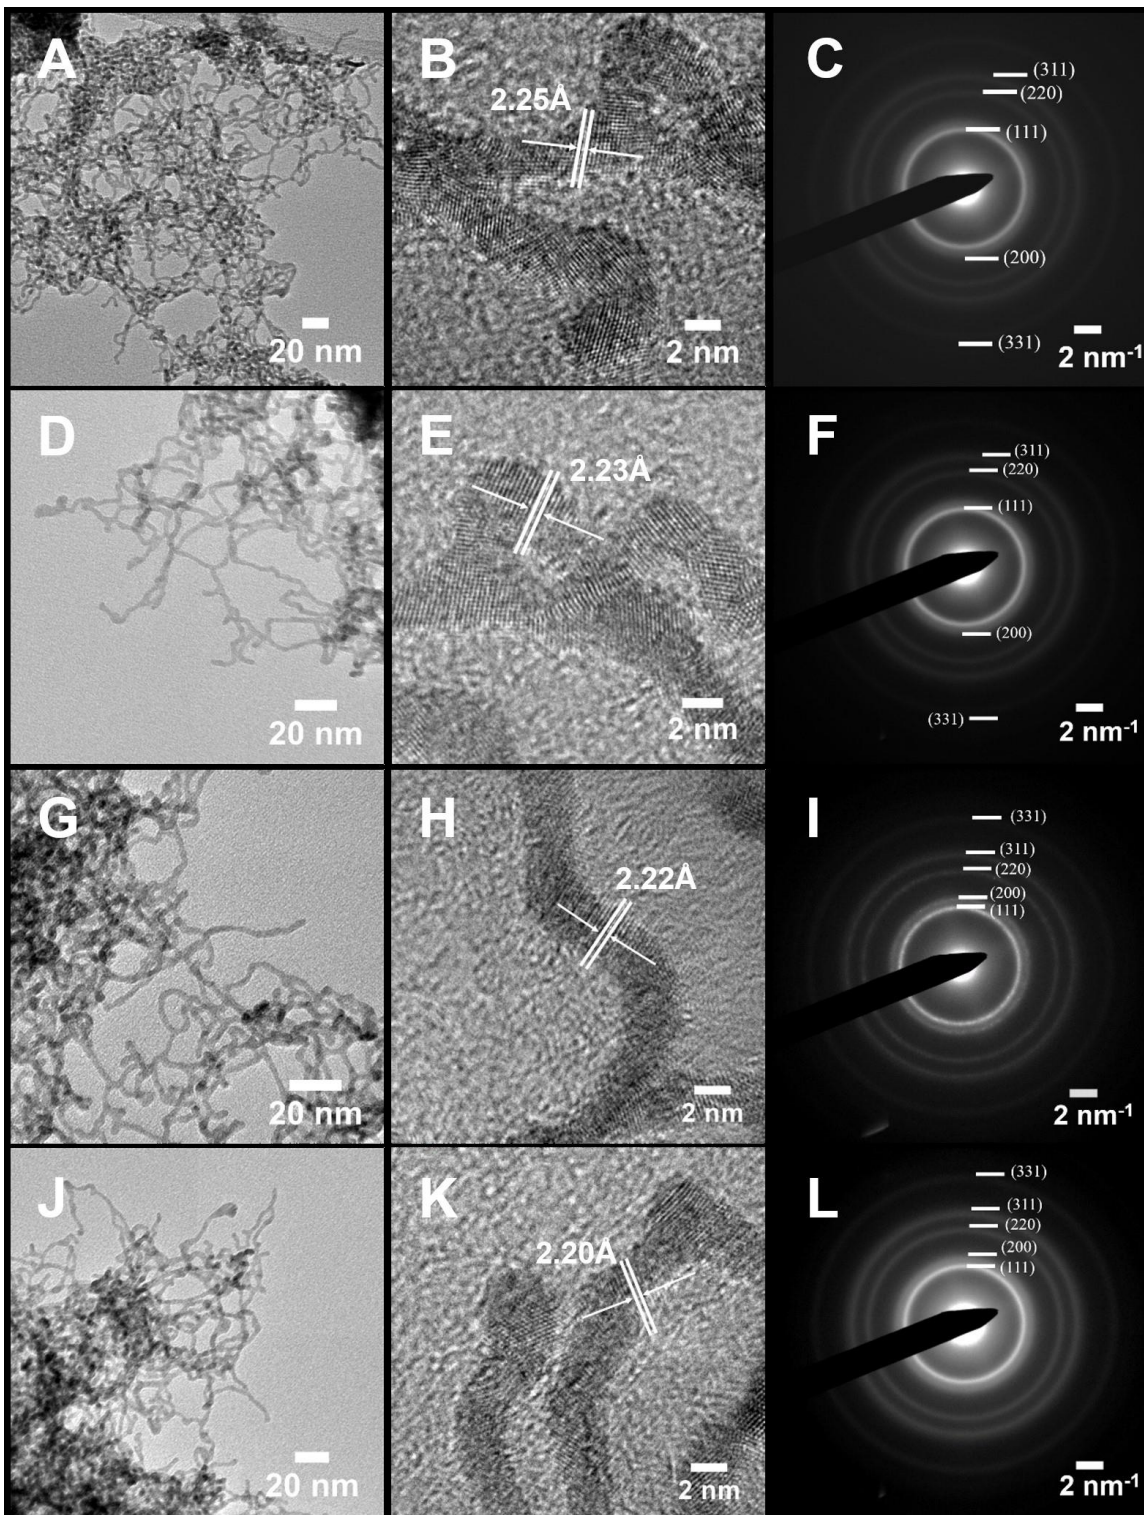 A
20 nm
B
2.25Å
2 nm
C
(311)
(220)
(111)
(200)
(331)
2 nm⁻¹
D
20 nm
E
2.23Å
2 nm
F
(311)
(220)
(111)
(200)
(331)
2 nm⁻¹
G
20 nm
H
2.22Å
2 nm
I
(331)
(311)
(220)
(200)
(111)
2 nm⁻¹
J
20 nm
K
2.20Å
2 nm
L
(331)
(311)
(220)
(200)
(111)
2 nm⁻¹